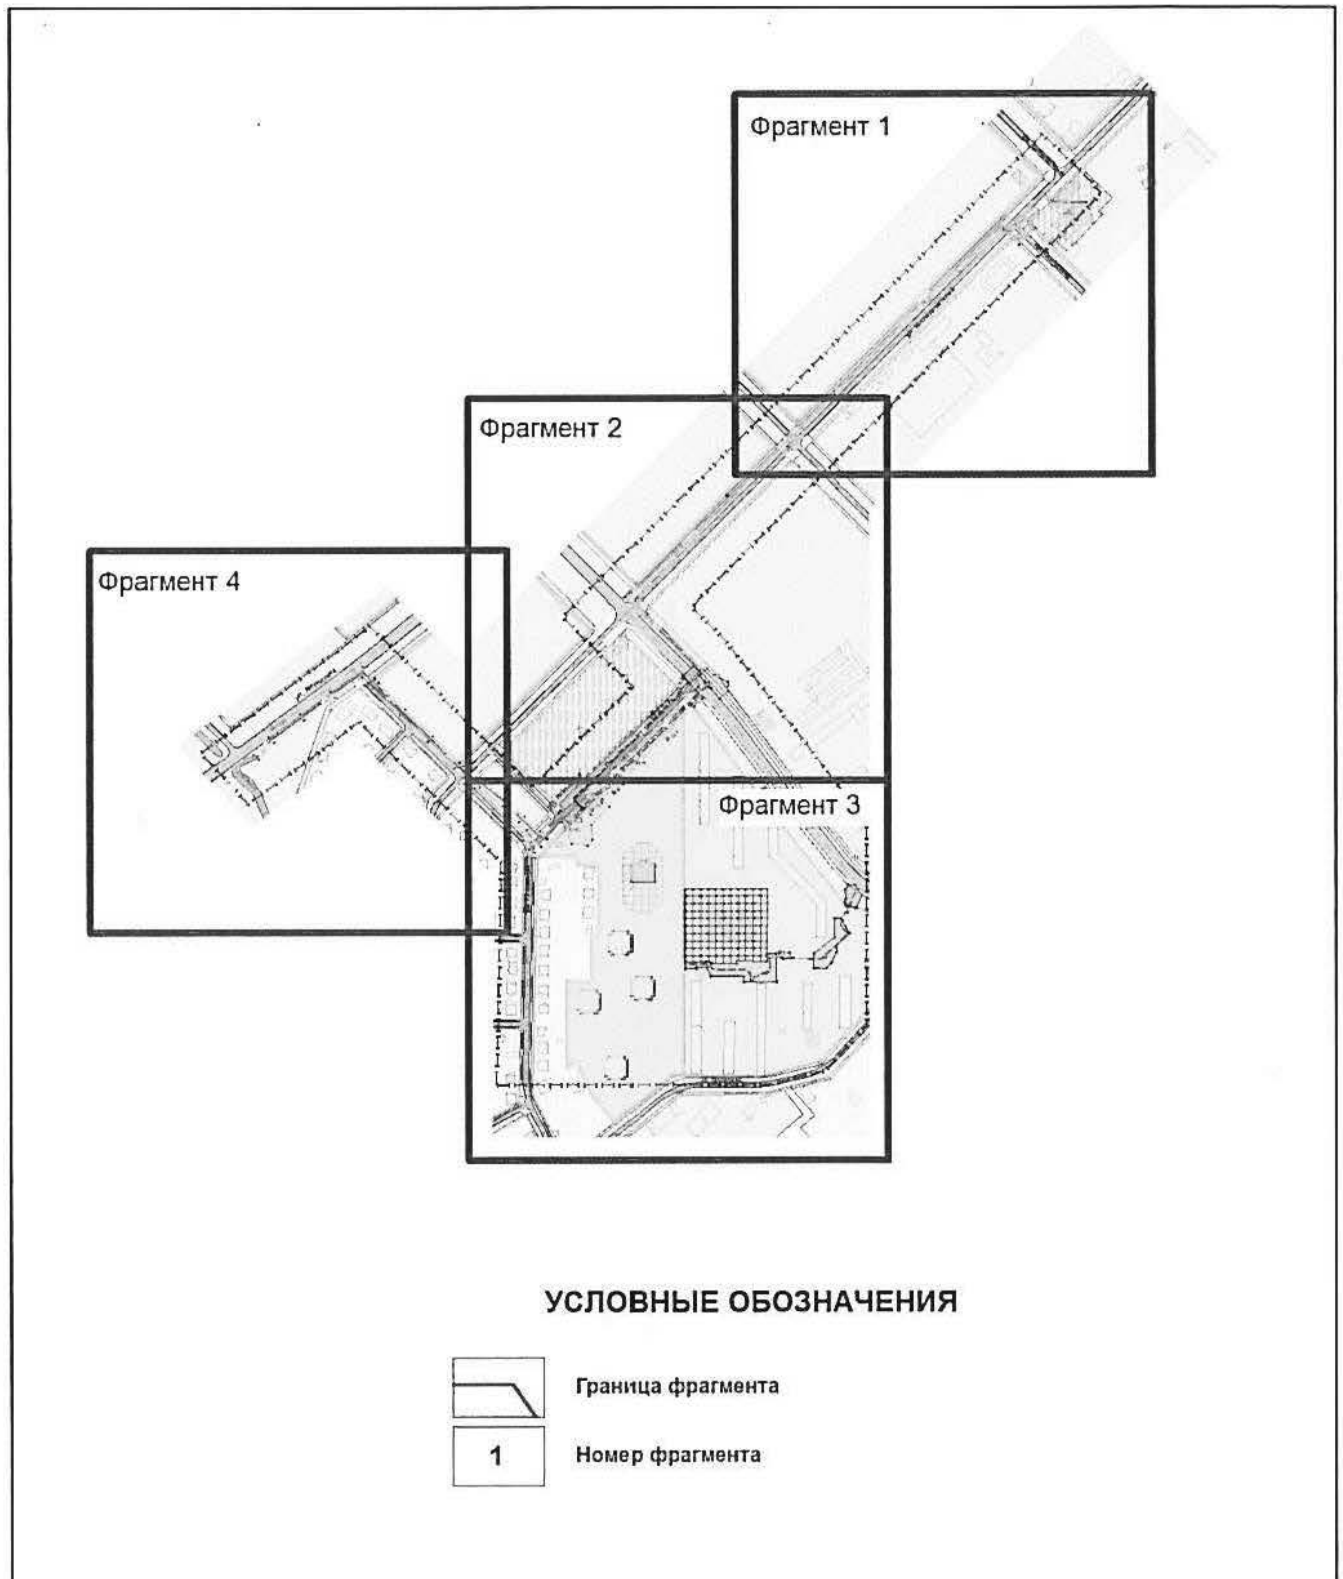 Фрагмент 1
Фрагмент 2
Фрагмент 4
Фрагмент 3
УСЛОВНЫЕ ОБОЗНАЧЕНИЯ
Граница фрагмента
1 Номер фрагмента